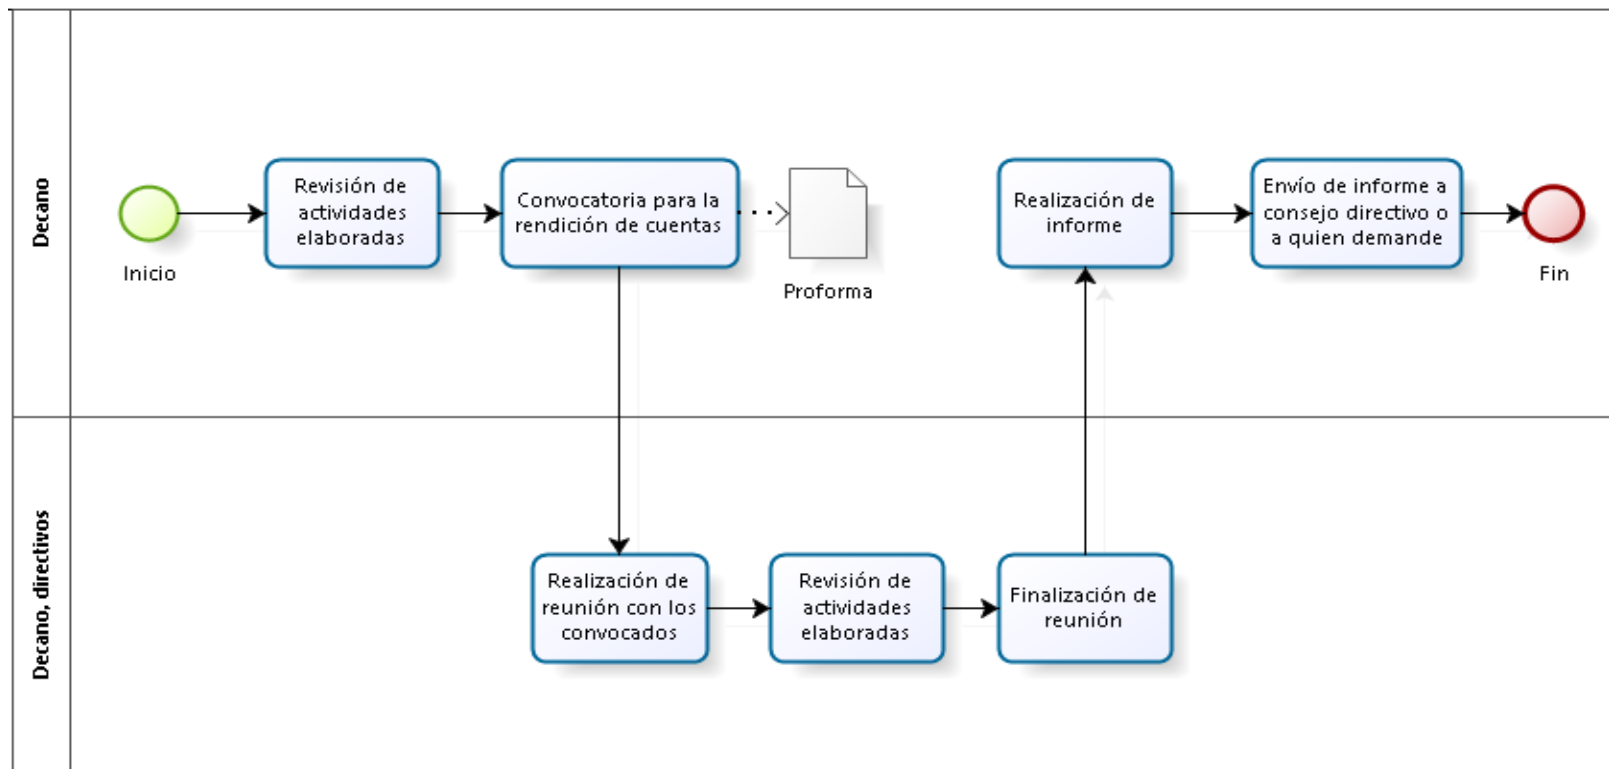 Decano
Inicio
Revisión de
actividades
elaboradas
Convocatoria para la
rendición de cuentas
Proforma
Realización de
informe
Envío de informe a
consejo directivo o
a quien demande
Fin
Decano, directivos
Realización de
reunión con los
convocados
Revisión de
actividades
elaboradas
Finalización de
reunión